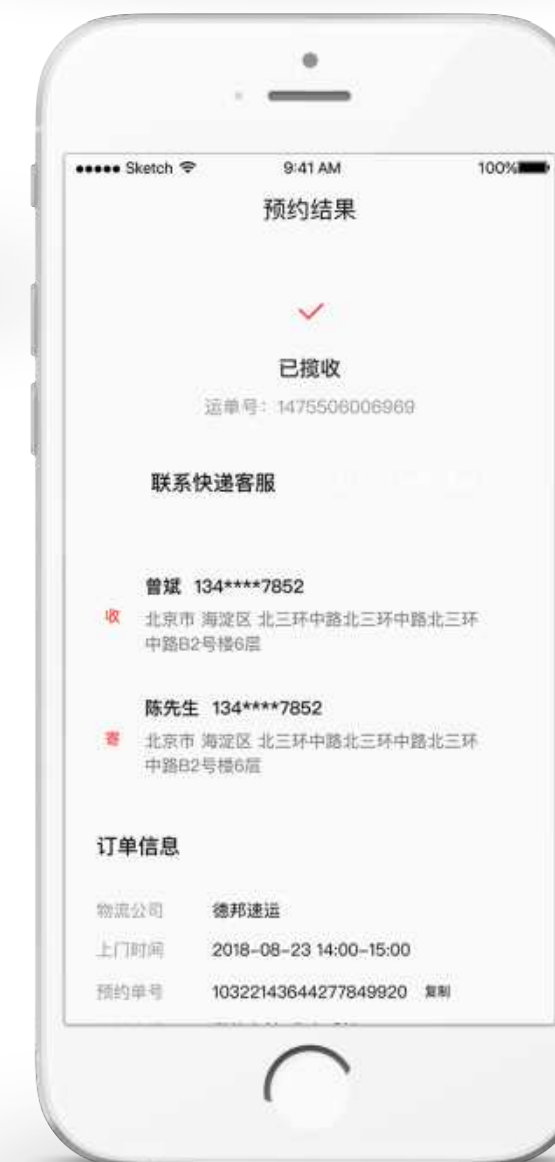 Sketch 9:41 AM 100%
预约结果
已揽收
运单号：1475506006969
联系快递客服
曾斌 134****7852
收 北京市 海淀区 北三环中路北三环中路北三环
中路B2号楼6层
陈先生 134****7852
寄 北京市 海淀区 北三环中路北三环中路北三环
中路B2号楼6层
订单信息
物流公司 德邦速运
上门时间 2018-08-23 14:00-15:00
预约单号 10322143644277849920 复制